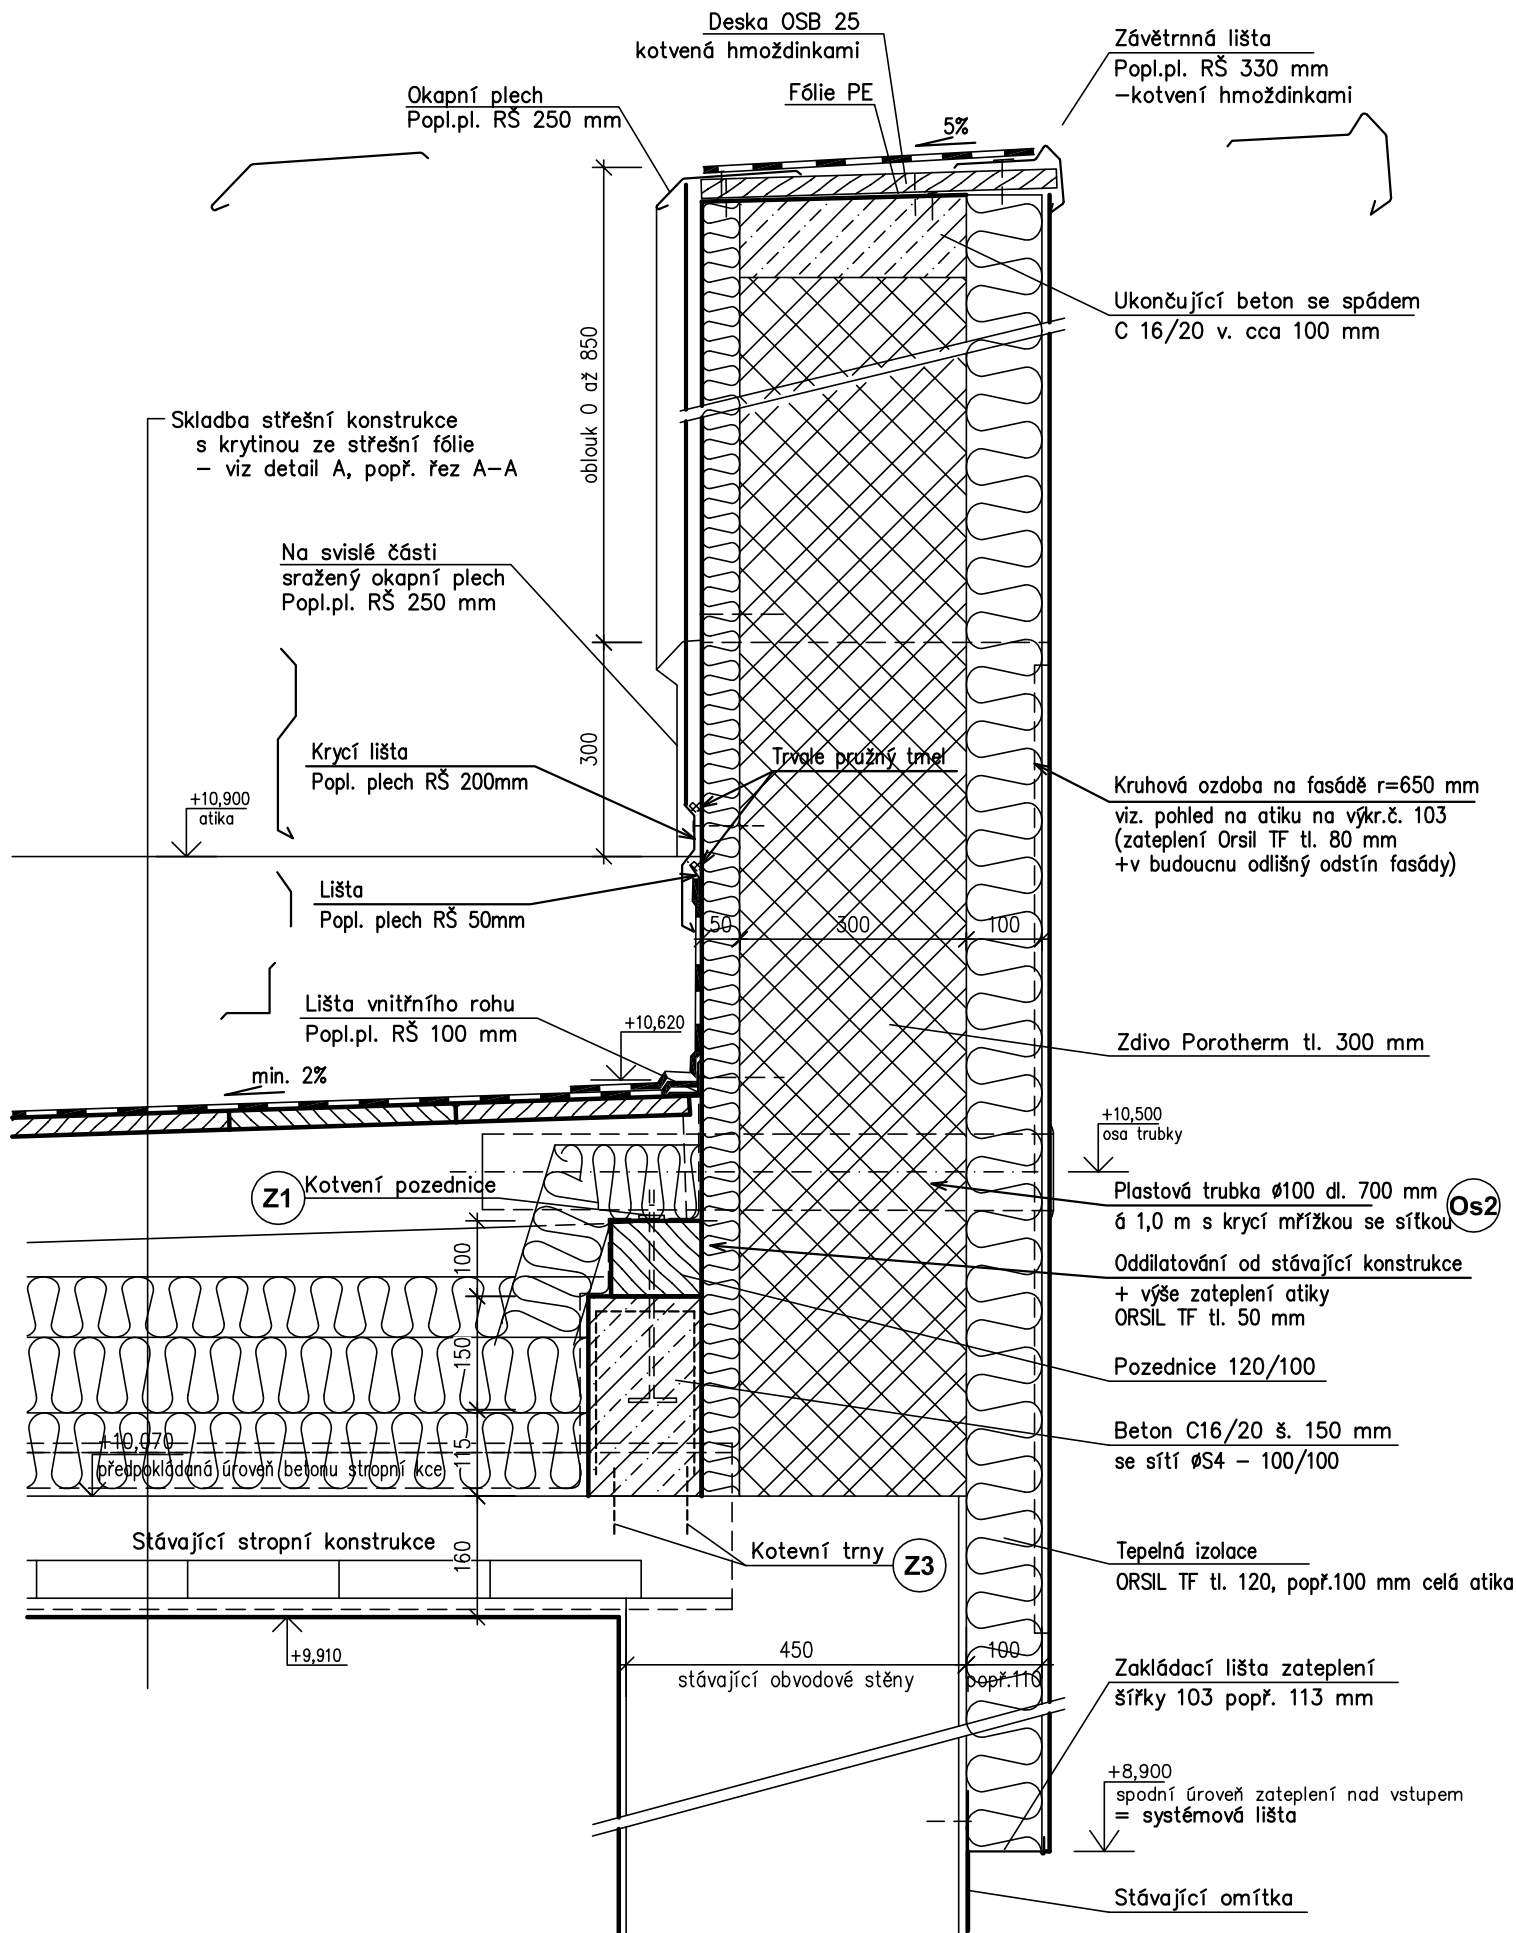 Deska OSB 25
kotvená hmoždinkami
Závětrnná lišta
Popl.pl. RŠ 330 mm
−kotvení hmoždinkami
Okapní plech
Popl.pl. RŠ 250 mm
Fólie PE
5%
Ukončující beton se spádem
C 16/20 v. cca 100 mm
oblouk 0 až 850
Skladba střešní konstrukce
s krytinou ze střešní fólie
− viz detail A, popř. řez A−A
Na svislé části
sražený okapní plech
Popl.pl. RŠ 250 mm
300
Krycí lišta
Popl. plech RŠ 200mm
Trvale pružný tmel
Kruhová ozdoba na fasádě r=650 mm
viz. pohled na atiku na výkr.č. 103
(zateplení Orsil TF tl. 80 mm
+v budoucnu odlišný odstín fasády)
+10,900
atika
Lišta
Popl. plech RŠ 50mm
50
300
100
Lišta vnitřního rohu
Popl.pl. RŠ 100 mm
+10,620
Zdivo Porotherm tl. 300 mm
min. 2%
+10,500
osa trubky
Z1
Kotvení pozednice
Plastová trubka ø100 dl. 700 mm
á 1,0 m s krycí mřížkou se síťkou
Os2
100
Oddilatování od stávající konstrukce
+ výše zateplení atiky
ORSIL TF tl. 50 mm
150
Pozednice 120/100
Beton C16/20 š. 150 mm
se sítí øS4 − 100/100
+10,070
předpokládaná úroveň betonu stropní kce
115
Stávající stropní konstrukce
160
Kotevní trny
Z3
Tepelná izolace
ORSIL TF tl. 120, popř.100 mm celá atika
+9,910
450
stávající obvodové stěny
100
popř.110
Zakládací lišta zateplení
šířky 103 popř. 113 mm
+8,900
spodní úroveň zateplení nad vstupem
= systémová lišta
Stávající omítka